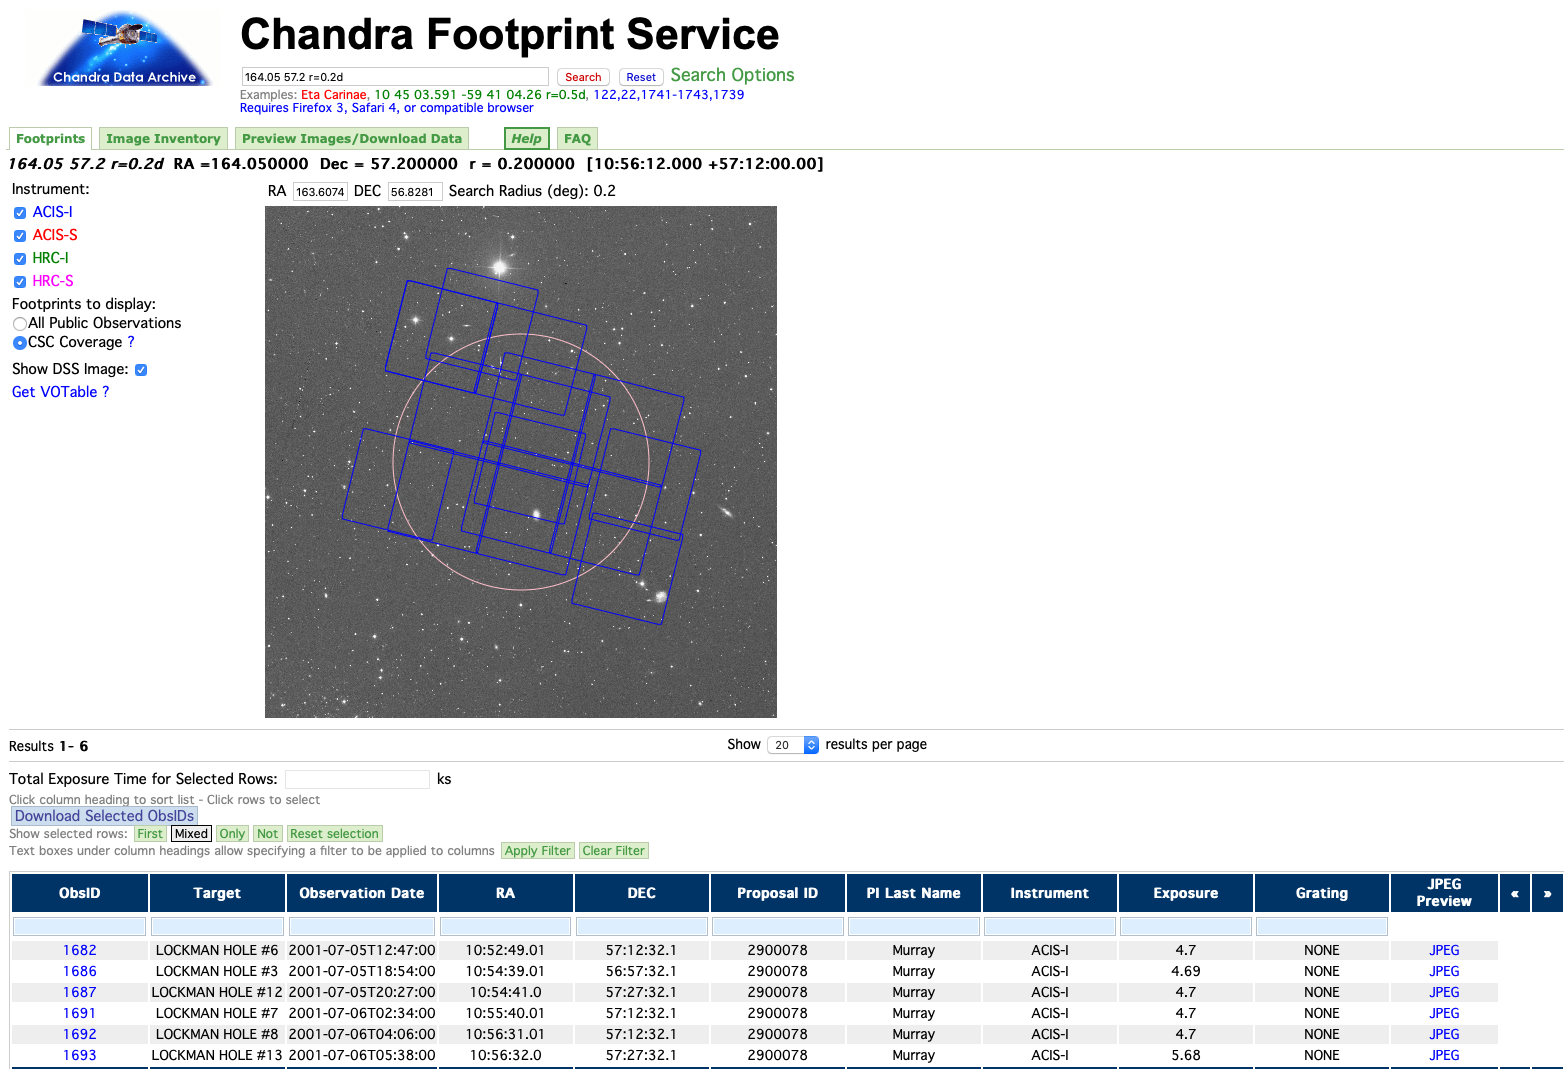 Chandra Data Archive
Chandra Footprint Service
164.05 57.2 r=0.2d Search Reset Search Options
Examples: Eta Carinae, 10 45 03.591 -59 41 04.26 r=0.5d, 122,22,1741-1743,1739
Requires Firefox 3, Safari 4, or compatible browser
Footprints Image Inventory Preview Images/Download Data Help FAQ
164.05 57.2 r=0.2d RA =164.050000 Dec = 57.200000 r = 0.200000 [10:56:12.000 +57:12:00.00]
Instrument:
ACIS-I
ACIS-S
HRC-I
HRC-S
Footprints to display:
All Public Observations
CSC Coverage ?
Show DSS Image:
Get VOTable ?
RA 163.6074 DEC 56.8281 Search Radius (deg): 0.2
Results 1- 6 Show 20 results per page
Total Exposure Time for Selected Rows: ks
Click column heading to sort list - Click rows to select
Download Selected ObsIDs
Show selected rows: First Mixed Only Not Reset selection
Text boxes under column headings allow specifying a filter to be applied to columns Apply Filter Clear Filter
ObsID Target Observation Date RA DEC Proposal ID PI Last Name Instrument Exposure Grating JPEG Preview « »
1682 LOCKMAN HOLE #6 2001-07-05T12:47:00 10:52:49.01 57:12:32.1 2900078 Murray ACIS-I 4.7 NONE JPEG
1686 LOCKMAN HOLE #3 2001-07-05T18:54:00 10:54:39.01 56:57:32.1 2900078 Murray ACIS-I 4.69 NONE JPEG
1687 LOCKMAN HOLE #12 2001-07-05T20:27:00 10:54:41.0 57:27:32.1 2900078 Murray ACIS-I 4.7 NONE JPEG
1691 LOCKMAN HOLE #7 2001-07-06T02:34:00 10:55:40.01 57:12:32.1 2900078 Murray ACIS-I 4.7 NONE JPEG
1692 LOCKMAN HOLE #8 2001-07-06T04:06:00 10:56:31.01 57:12:32.1 2900078 Murray ACIS-I 4.7 NONE JPEG
1693 LOCKMAN HOLE #13 2001-07-06T05:38:00 10:56:32.0 57:27:32.1 2900078 Murray ACIS-I 5.68 NONE JPEG